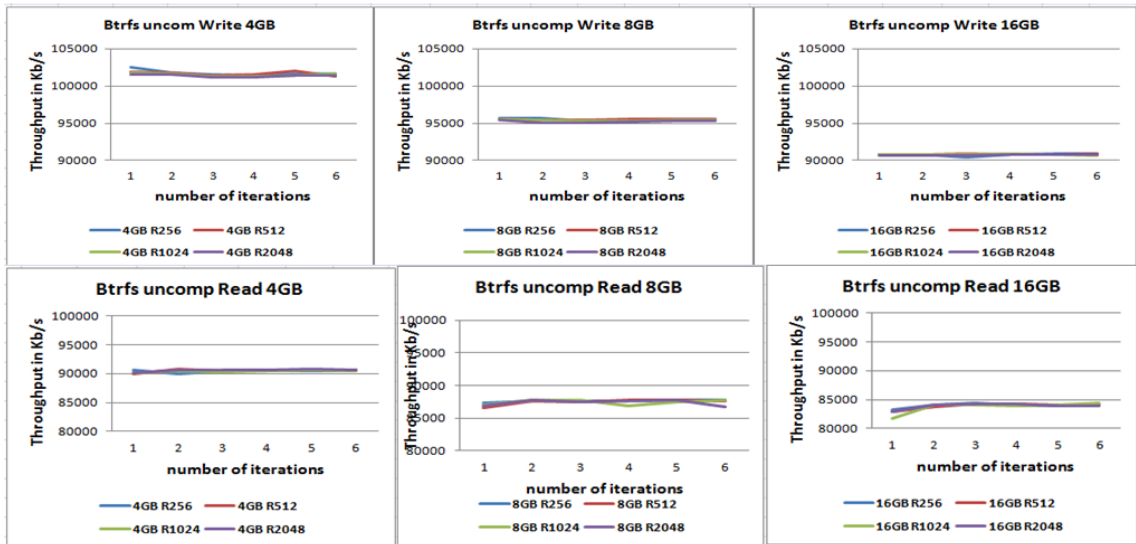 Btrfs uncom Write 4GB
Throughput in Kb/s
105000
100000
95000
90000
1 2 3 4 5 6
number of iterations
4GB R256 4GB R512
4GB R1024 4GB R2048
Btrfs uncomp Write 8GB
Throughput in Kb/s
105000
100000
95000
90000
1 2 3 4 5 6
number of iterations
8GB R256 8GB R512
8GB R1024 8GB R2048
Btrfs uncomp Write 16GB
Throughput in Kb/s
105000
100000
95000
90000
1 2 3 4 5 6
number of iterations
16GB R256 16GB R512
16GB R1024 16GB R2048
Btrfs uncomp Read 4GB
Throughput in Kb/s
100000
95000
90000
85000
80000
1 2 3 4 5 6
number of iterations
4GB R256 4GB R512
4GB R1024 4GB R2048
Btrfs uncomp Read 8GB
Throughput in Kb/s
100000
95000
90000
85000
80000
1 2 3 4 5 6
number of iterations
8GB R256 8GB R512
8GB R1024 8GB R2048
Btrfs uncomp Read 16GB
Throughput in Kb/s
100000
95000
90000
85000
80000
1 2 3 4 5 6
number of iterations
16GB R256 16GB R512
16GB R1024 16GB R2048